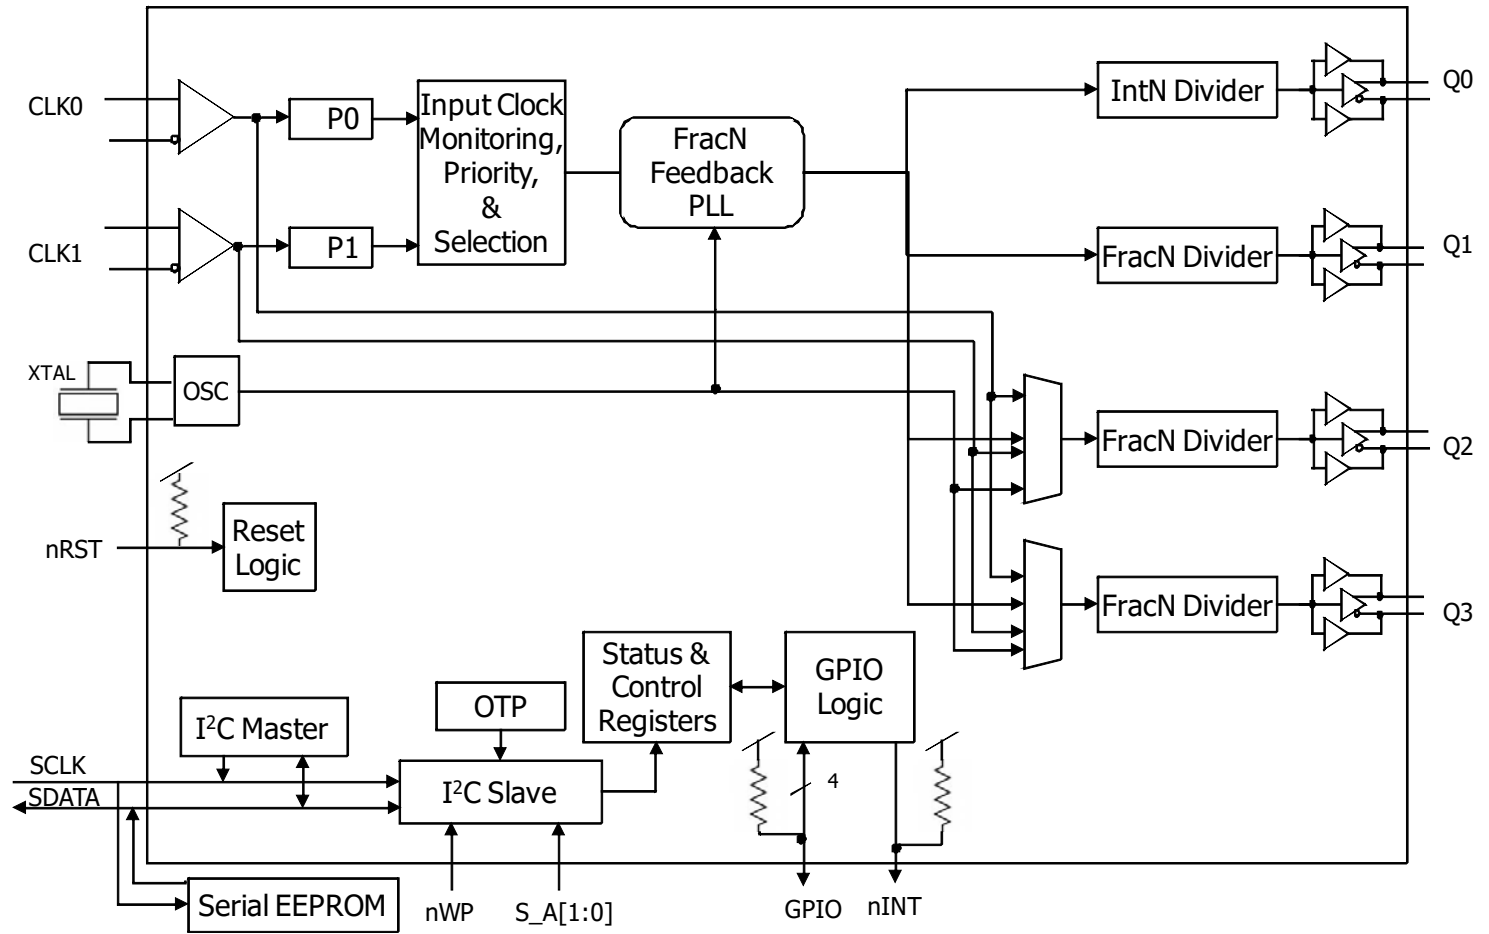 CLK0
P0
Input Clock
Monitoring,
Priority,
&
Selection
FracN
Feedback
PLL
IntN Divider
Q0
CLK1
P1
FracN Divider
Q1
XTAL
OSC
FracN Divider
Q2
nRST
Reset
Logic
FracN Divider
Q3
Status &
Control
Registers
GPIO
Logic
OTP
I²C Master
SCLK
SDATA
I²C Slave
4
Serial EEPROM
nWP
S_A[1:0]
GPIO
nINT